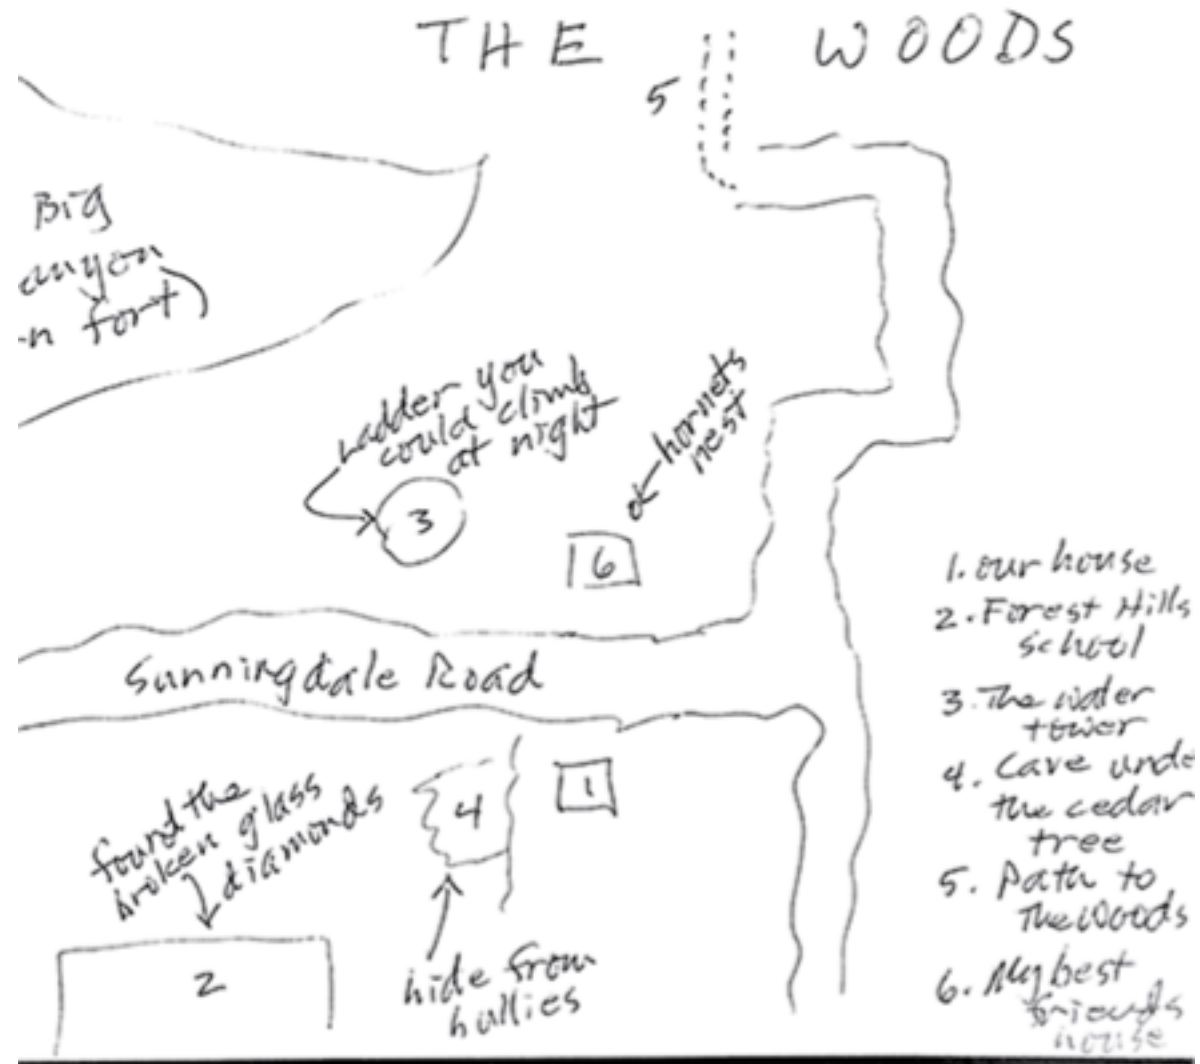 THE WOODS
5
Big
anyon
n fort)
Ladder you
could climb
at night
hornets
nest
3
6
Sunningdale Road
1
4
found the
broken glass
diamonds
2
hide from
bullies
1. our house
2. Forest Hills
school
3. The water
tower
4. Cave unde
the cedar
tree
5. Path to
The Woods
6. My best
friends
house